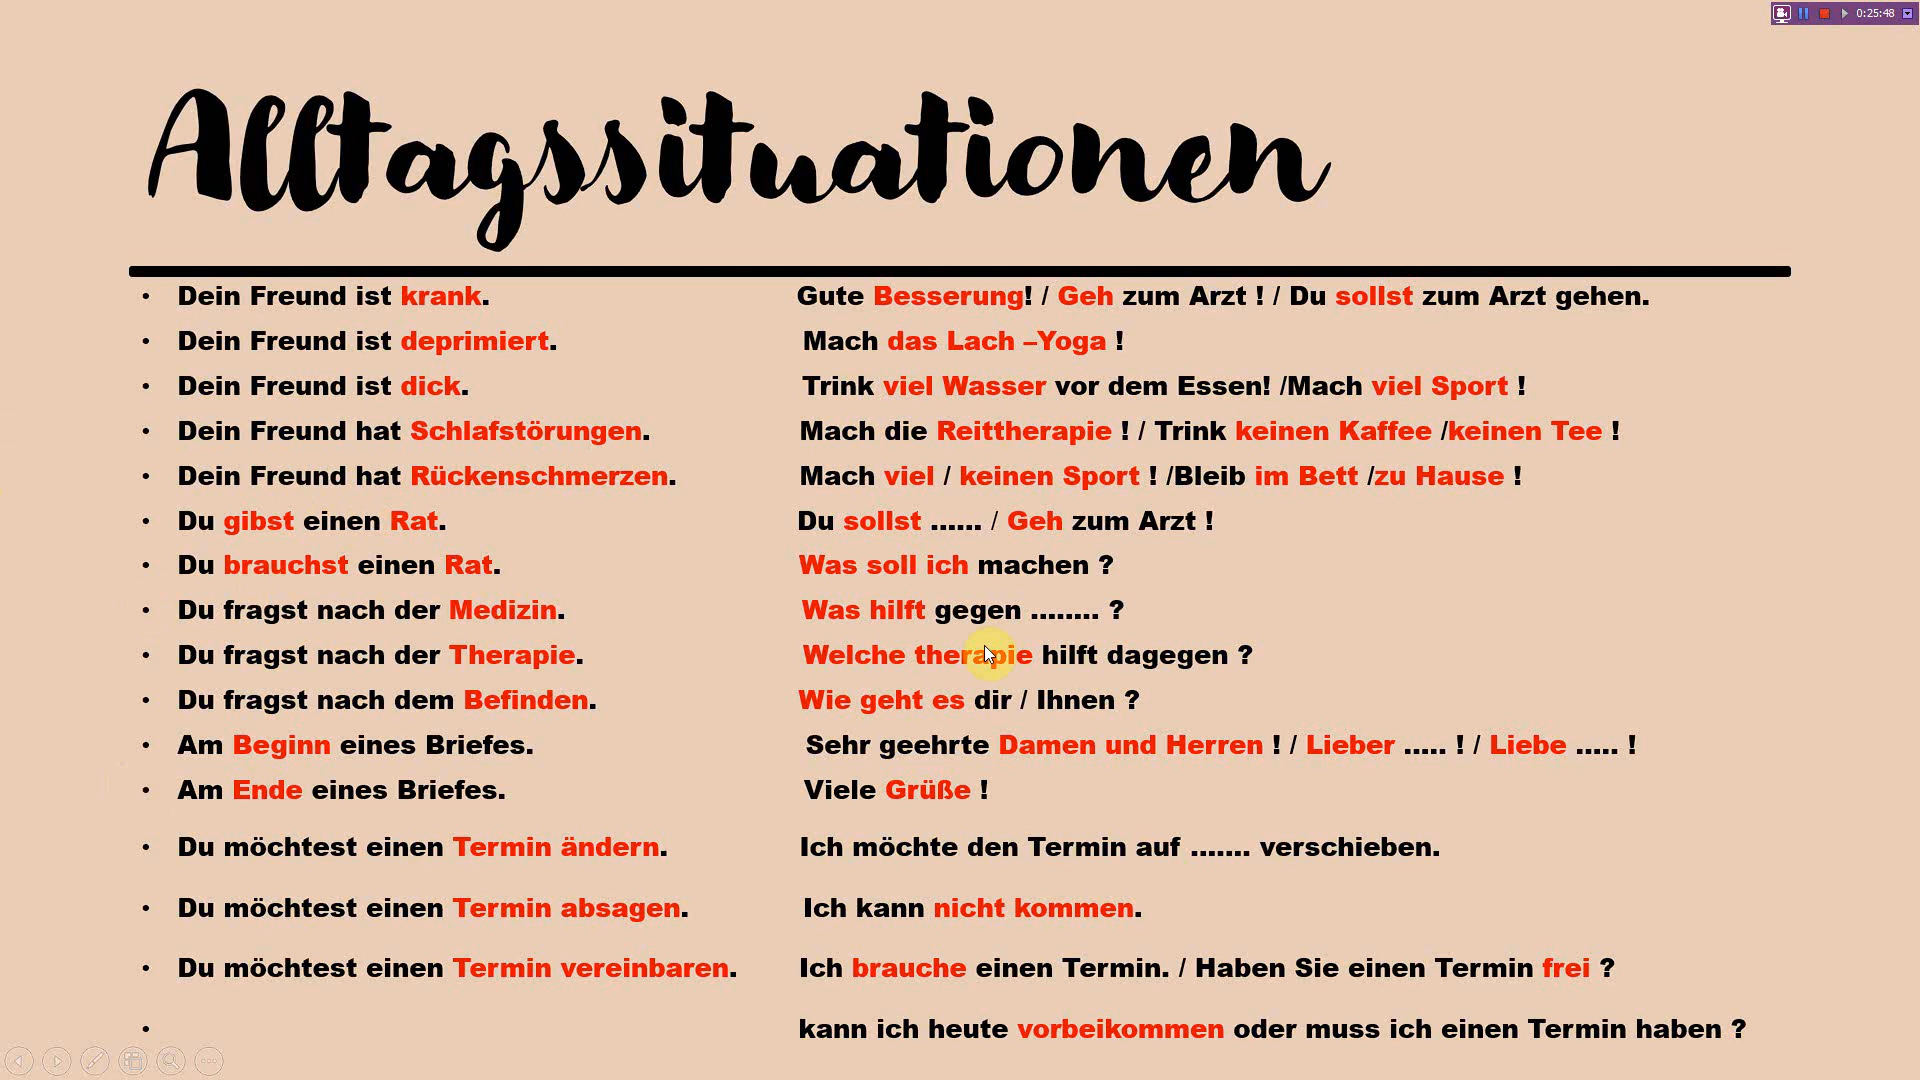 0:25:48
Alltagssituationen
• Dein Freund ist krank. Gute Besserung! / Geh zum Arzt ! / Du sollst zum Arzt gehen.
• Dein Freund ist deprimiert. Mach das Lach –Yoga !
• Dein Freund ist dick. Trink viel Wasser vor dem Essen! /Mach viel Sport !
• Dein Freund hat Schlafstörungen. Mach die Reittherapie ! / Trink keinen Kaffee /keinen Tee !
• Dein Freund hat Rückenschmerzen. Mach viel / keinen Sport ! /Bleib im Bett /zu Hause !
• Du gibst einen Rat. Du sollst ...... / Geh zum Arzt !
• Du brauchst einen Rat. Was soll ich machen ?
• Du fragst nach der Medizin. Was hilft gegen ........ ?
• Du fragst nach der Therapie. Welche therapie hilft dagegen ?
• Du fragst nach dem Befinden. Wie geht es dir / Ihnen ?
• Am Beginn eines Briefes. Sehr geehrte Damen und Herren ! / Lieber ..... ! / Liebe ..... !
• Am Ende eines Briefes. Viele Grüße !
• Du möchtest einen Termin ändern. Ich möchte den Termin auf ....... verschieben.
• Du möchtest einen Termin absagen. Ich kann nicht kommen.
• Du möchtest einen Termin vereinbaren. Ich brauche einen Termin. / Haben Sie einen Termin frei ?
• kann ich heute vorbeikommen oder muss ich einen Termin haben ?